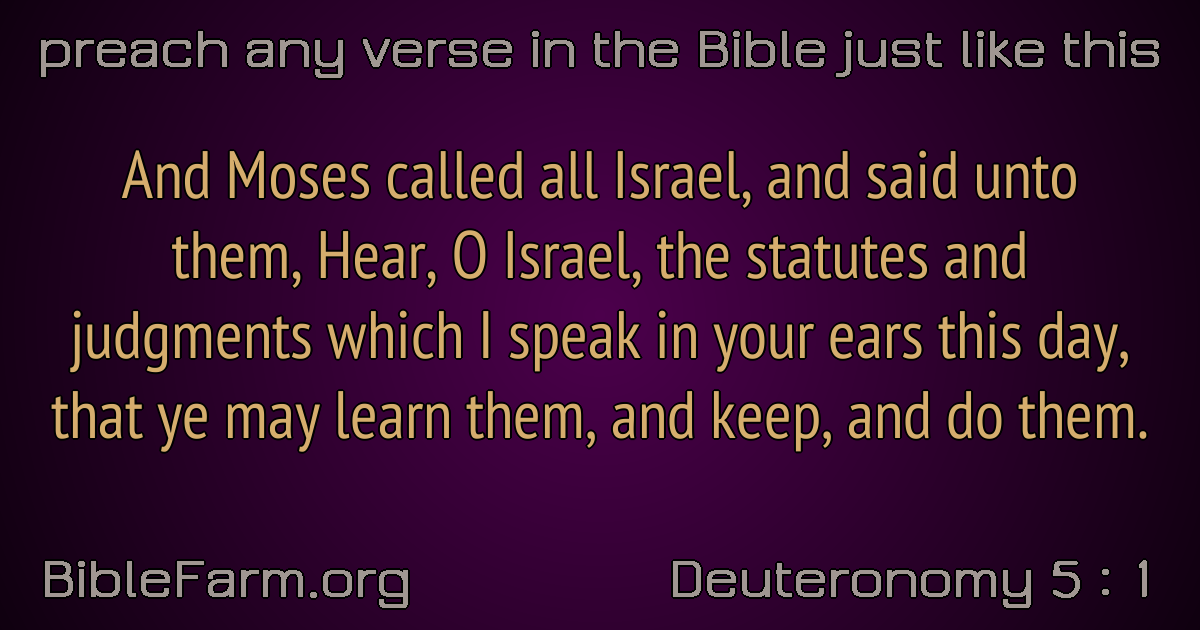 preach any verse in the Bible just like this
And Moses called all Israel, and said unto
them, Hear, O Israel, the statutes and
judgments which I speak in your ears this day,
that ye may learn them, and keep, and do them.
BibleFarm.org
Deuteronomy 5 : 1